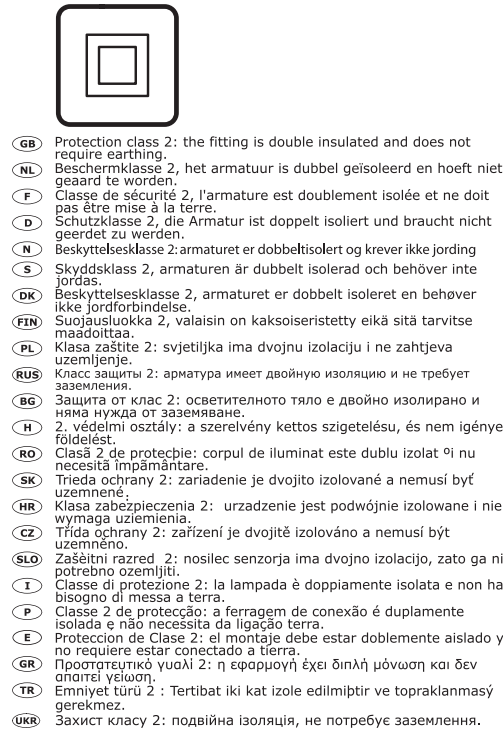 GB Protection class 2: the fitting is double insulated and does not
require earthing.
NL Beschermklasse 2, het armatuur is dubbel geïsoleerd en hoeft niet
geaard te worden.
F Classe de sécurité 2, l'armature est doublement isolée et ne doit
pas être mise à la terre.
D Schutzklasse 2, die Armatur ist doppelt isoliert und braucht nicht
geerdet zu werden.
N Beskyttelsesklasse 2:armaturet er dobbeltisolert og krever ikke jording
S Skyddsklass 2, armaturen är dubbelt isolerad och behöver inte
jordas.
DK Beskyttelsesklasse 2, armaturet er dobbelt isoleret en behøver
ikke jordforbindelse.
FIN Suojausluokka 2, valaisin on kaksoiseristetty eikä sitä tarvitse
maadoittaa.
PL Klasa zaštite 2: svjetiljka ima dvojnu izolaciju i ne zahtjeva
uzemljenje.
RUS Класс защиты 2: арматура имеет двойную изоляцию и не требует
заземления.
BG Защита от клас 2: осветителното тяло е двойно изолирано и
няма нужда от заземяване.
H 2. védelmi osztály: a szerelvény kettos szigetelésu, és nem igényel
földelést.
RO Clasã 2 de protecþie: corpul de iluminat este dublu izolat ºi nu
necesitã împãmântare.
SK Trieda ochrany 2: zariadenie je dvojito izolované a nemusí byť
uzemnené.
HR Klasa zabezpieczenia 2: urzadzenie jest podwójnie izolowane i nie
wymaga uziemienia.
CZ Třída ochrany 2: zařízení je dvojitě izolováno a nemusí být
uzemněno.
SLO Zašèitni razred 2: nosilec senzorja ima dvojno izolacijo, zato ga ni
potrebno ozemljiti.
I Classe di protezione 2: la lampada è doppiamente isolata e non ha
bisogno di messa a terra.
P Classe 2 de protecção: a ferragem de conexão é duplamente
isolada e não necessita da ligação terra.
E Proteccion de Clase 2: el montaje debe estar doblemente aislado y
no requiere estar conectado a tierra.
GR Προστατευτικό γυαλί 2: η εφαρμογή έχει διπλή μόνωση και δεν
απαιτεί γείωση.
TR Emniyet türü 2 : Tertibat iki kat izole edilmiþtir ve topraklanmasý
gerekmez.
UKR Захист класу 2: подвійна ізоляція, не потребує заземлення.